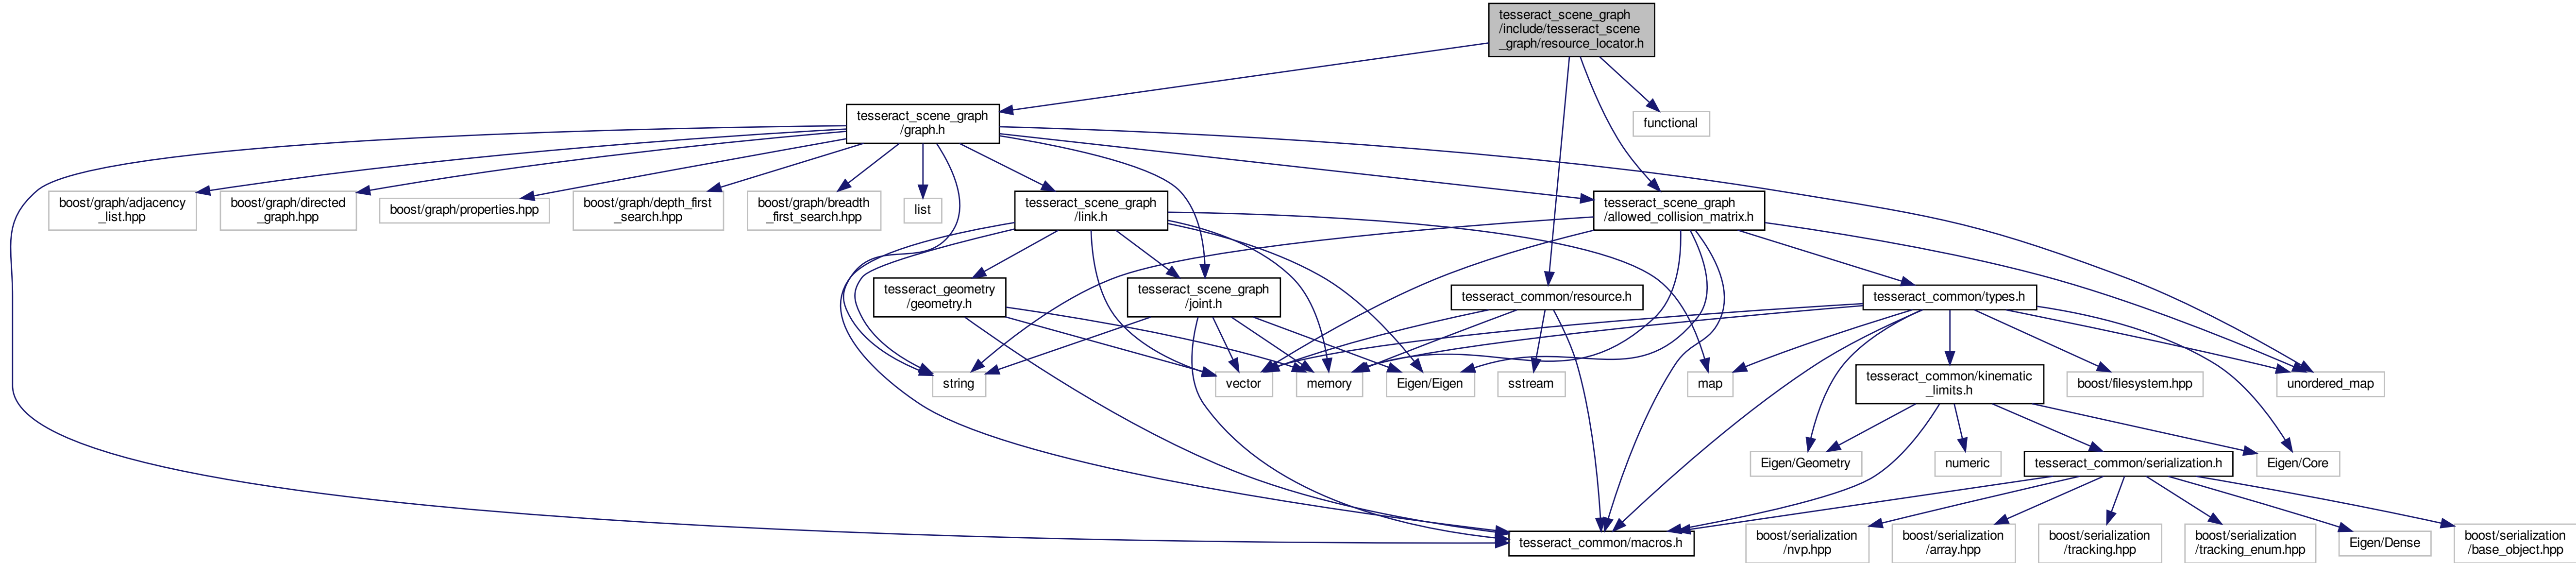 tesseract_scene_graph
/include/tesseract_scene
_graph/resource_locator.h
tesseract_scene_graph
/graph.h
functional
boost/graph/adjacency
_list.hpp
boost/graph/directed
_graph.hpp
boost/graph/properties.hpp
boost/graph/depth_first
_search.hpp
boost/graph/breadth
_first_search.hpp
list
tesseract_scene_graph
/link.h
tesseract_scene_graph
/allowed_collision_matrix.h
tesseract_geometry
/geometry.h
tesseract_scene_graph
/joint.h
tesseract_common/resource.h
tesseract_common/types.h
string
vector
memory
Eigen/Eigen
sstream
map
tesseract_common/kinematic
_limits.h
boost/filesystem.hpp
unordered_map
Eigen/Geometry
numeric
tesseract_common/serialization.h
Eigen/Core
tesseract_common/macros.h
boost/serialization
/nvp.hpp
boost/serialization
/array.hpp
boost/serialization
/tracking.hpp
boost/serialization
/tracking_enum.hpp
Eigen/Dense
boost/serialization
/base_object.hpp